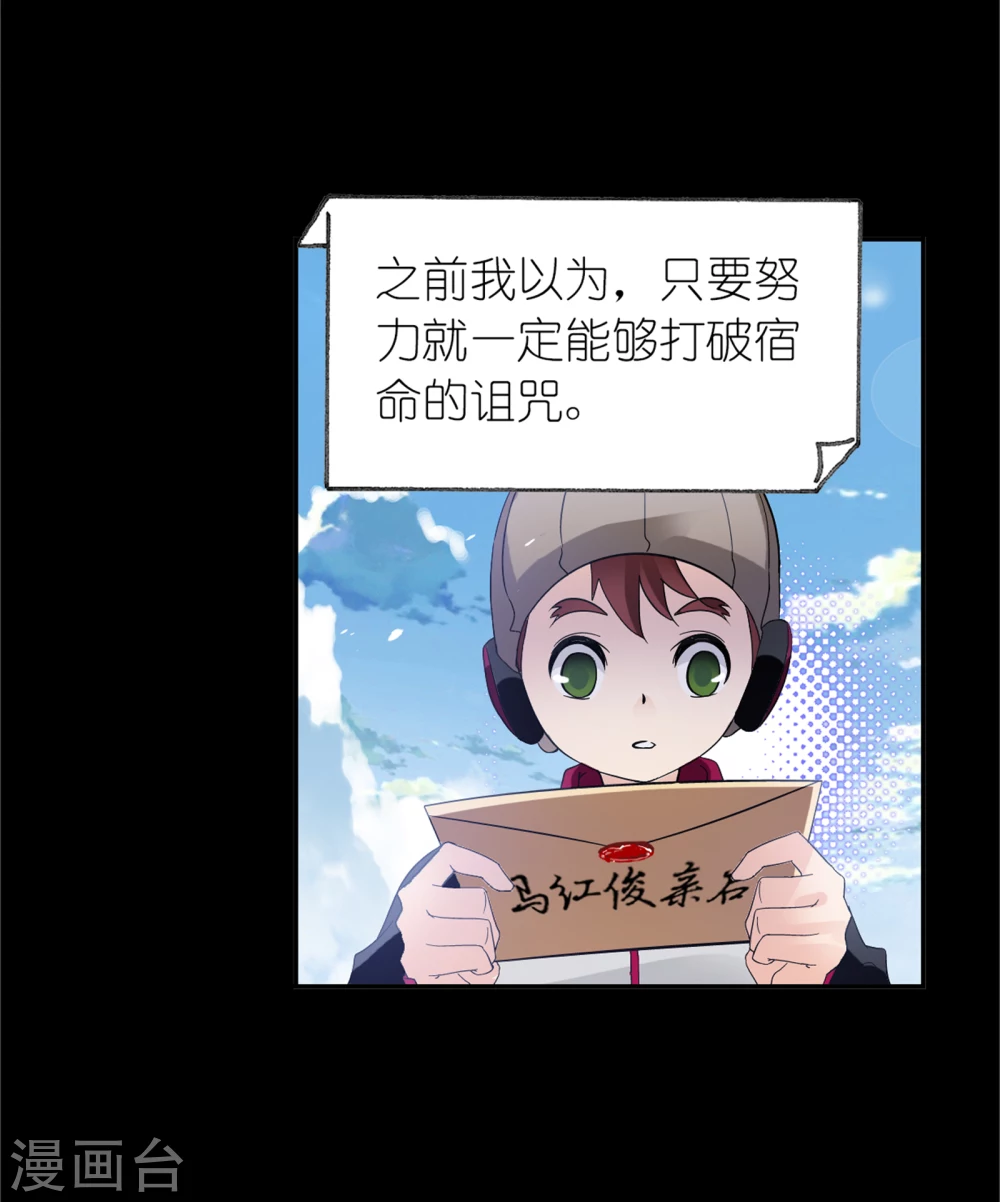 之前我以为，只要努
力就一定能够打破宿
命的诅咒。
马红俊亲名
漫画台